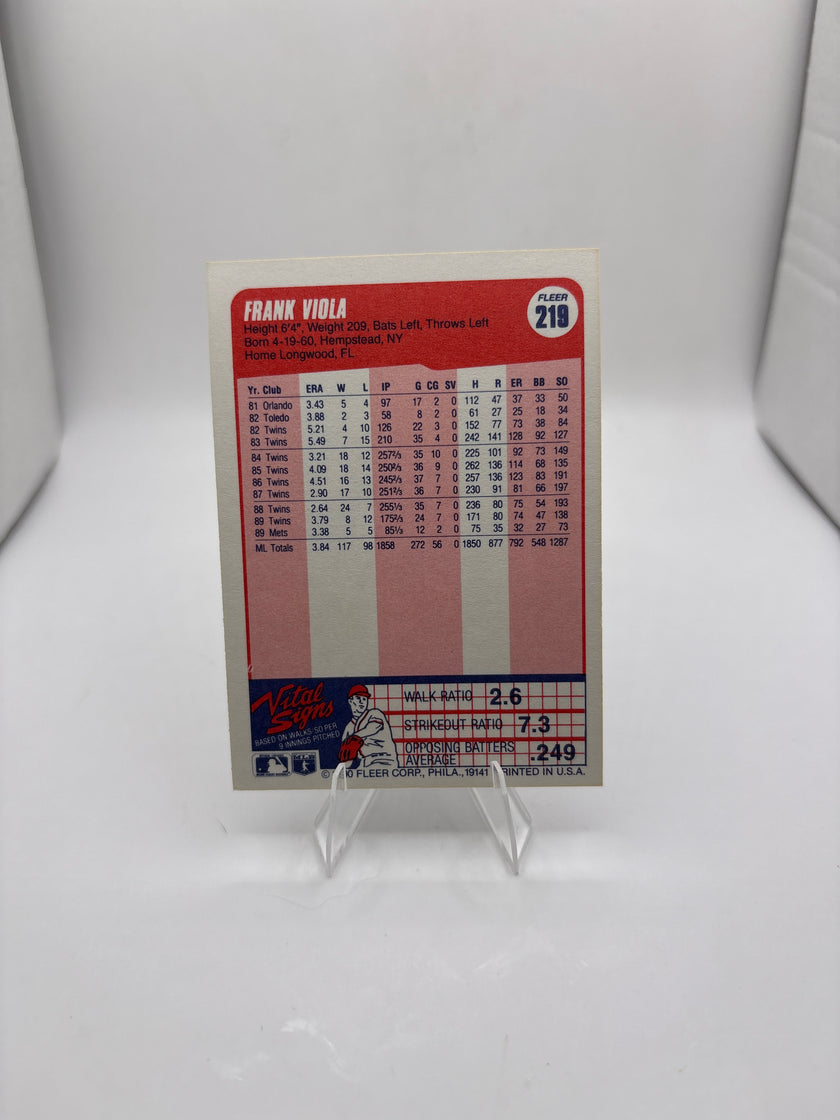 FRANK VIOLA
FLEER
219
Height 6'4", Weight 209, Bats Left, Throws Left
Born 4-19-60, Hempstead, NY
Home Longwood, FL
Yr. Club ERA W L IP G CG SV H R ER BB SO
81 Orlando 3.43 5 4 97 17 2 0 112 47 37 33 50
82 Toledo 3.88 2 3 58 8 2 0 61 27 25 18 34
82 Twins 5.21 4 10 126 22 3 0 152 77 73 38 84
83 Twins 5.49 7 15 210 35 4 0 242 141 128 92 127
84 Twins 3.21 18 12 257⅔ 35 10 0 225 101 92 73 149
85 Twins 4.09 18 14 250⅔ 36 9 0 262 136 114 68 135
86 Twins 4.51 16 13 245⅔ 37 7 0 257 136 123 83 191
87 Twins 2.90 17 10 251⅔ 36 7 0 230 91 81 66 197
88 Twins 2.64 24 7 255⅓ 35 7 0 236 80 75 54 193
89 Twins 3.79 8 12 175⅔ 24 7 0 171 80 74 47 138
89 Mets 3.38 5 5 85⅓ 12 2 0 75 35 32 27 73
ML Totals 3.84 117 98 1858 272 56 0 1850 877 792 548 1287
Vital
Signs
BASED ON WALKS-SO PER
9 INNINGS PITCHED
WALK RATIO 2.6
STRIKEOUT RATIO 7.3
OPPOSING BATTERS
AVERAGE .249
FLEER CORP., PHILA., 19141 PRINTED IN U.S.A.